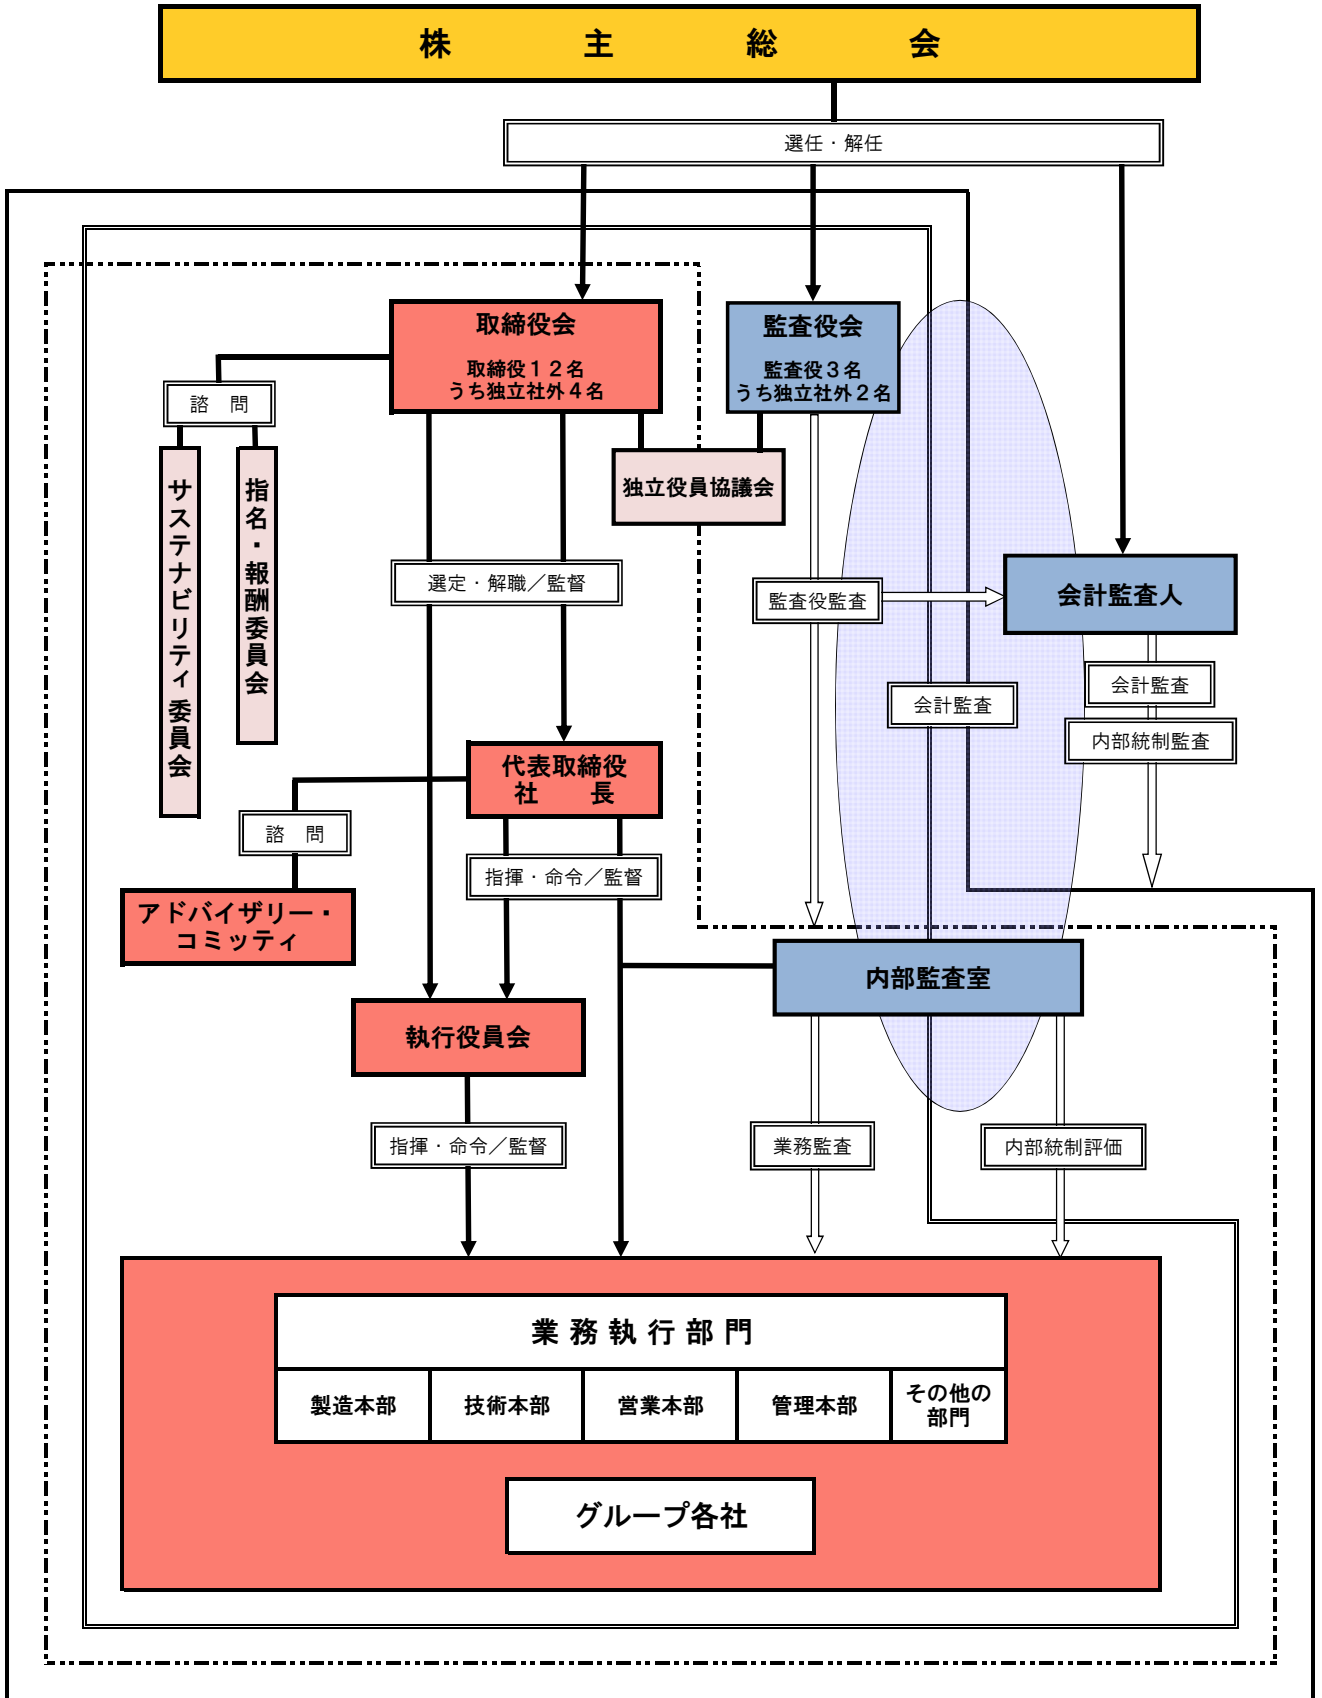 株主総会
選任・解任
取締役会
取締役１２名
うち独立社外４名
監査役会
監査役３名
うち独立社外２名
諮 問
サステナビリティ委員会
指名・報酬委員会
独立役員協議会
選定・解職／監督
監査役監査
会計監査人
会計監査
会計監査
内部統制監査
代表取締役
社 長
諮 問
指揮・命令／監督
アドバイザリー・
コミッティ
内部監査室
執行役員会
指揮・命令／監督
業務監査
内部統制評価
業務執行部門
製造本部
技術本部
営業本部
管理本部
その他の
部門
グループ各社